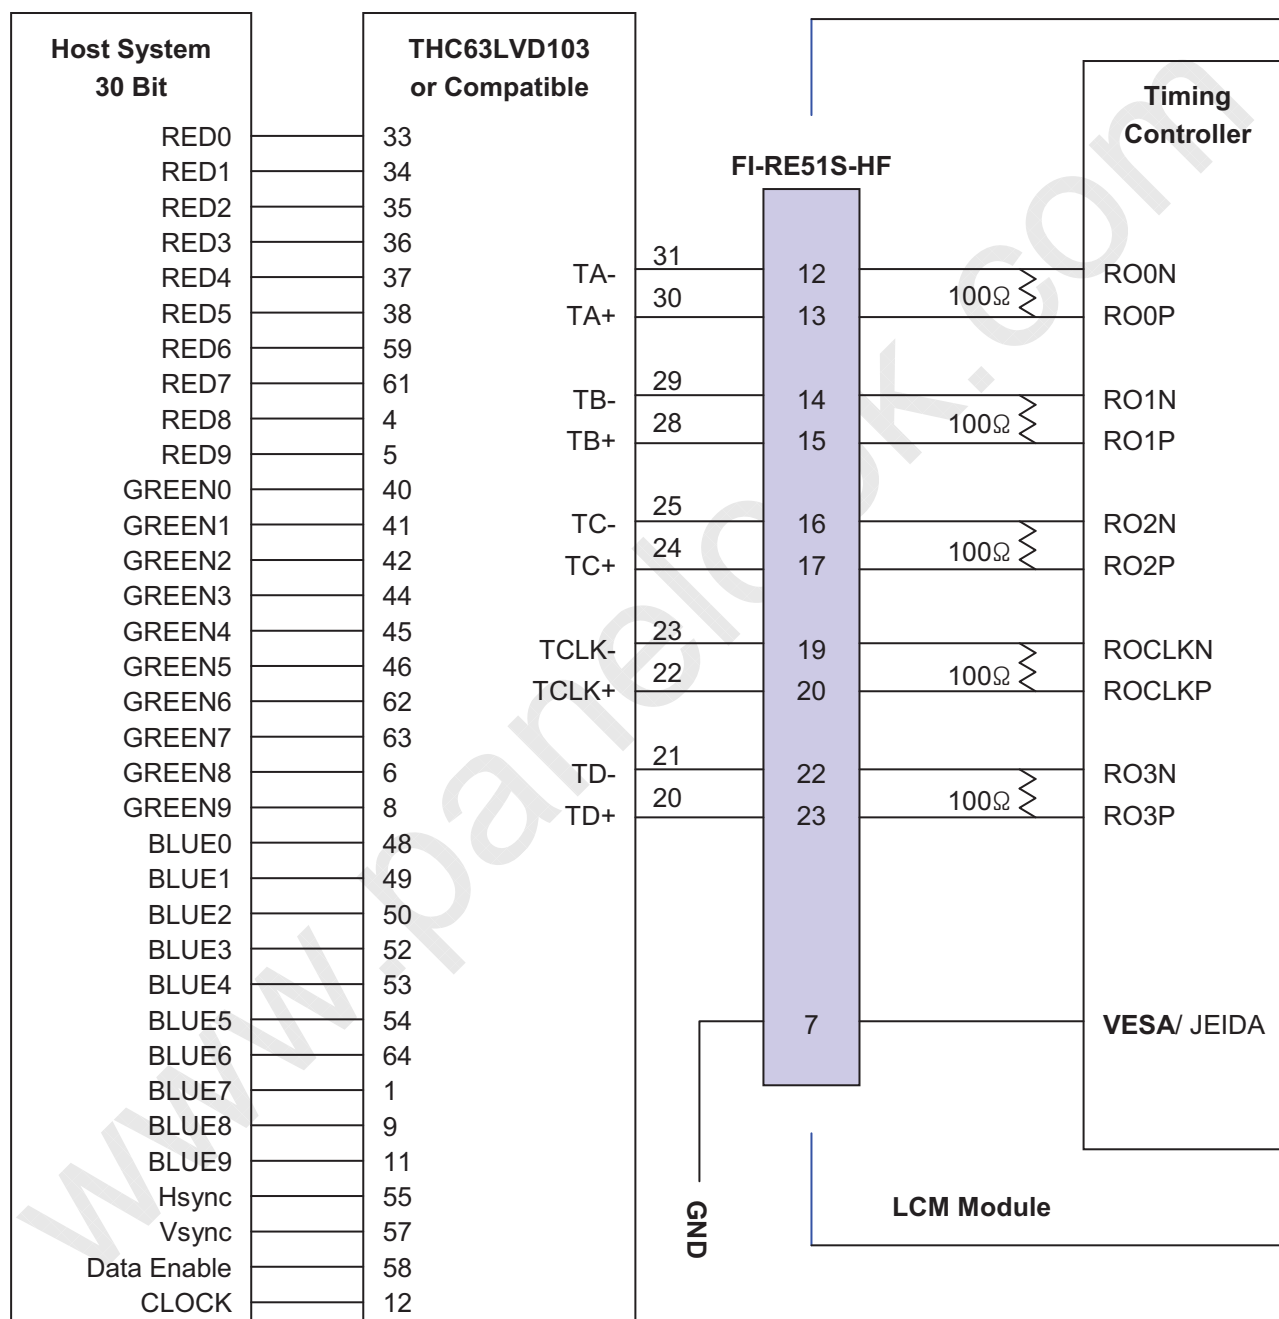 Host System
30 Bit
RED0
RED1
RED2
RED3
RED4
RED5
RED6
RED7
RED8
RED9
GREEN0
GREEN1
GREEN2
GREEN3
GREEN4
GREEN5
GREEN6
GREEN7
GREEN8
GREEN9
BLUE0
BLUE1
BLUE2
BLUE3
BLUE4
BLUE5
BLUE6
BLUE7
BLUE8
BLUE9
Hsync
Vsync
Data Enable
CLOCK
THC63LVD103
or Compatible
33
34
35
36
37
38
59
61
4
5
40
41
42
44
45
46
62
63
6
8
48
49
50
52
53
54
64
1
9
11
55
57
58
12
TA-
TA+
TB-
TB+
TC-
TC+
TCLK-
TCLK+
TD-
TD+
31
30
29
28
25
24
23
22
21
20
FI-RE51S-HF
12
13
14
15
16
17
19
20
22
23
7
100Ω
100Ω
100Ω
100Ω
100Ω
Timing
Controller
RO0N
RO0P
RO1N
RO1P
RO2N
RO2P
ROCLKN
ROCLKP
RO3N
RO3P
VESA/ JEIDA
GND
LCM Module
www.panelook.com